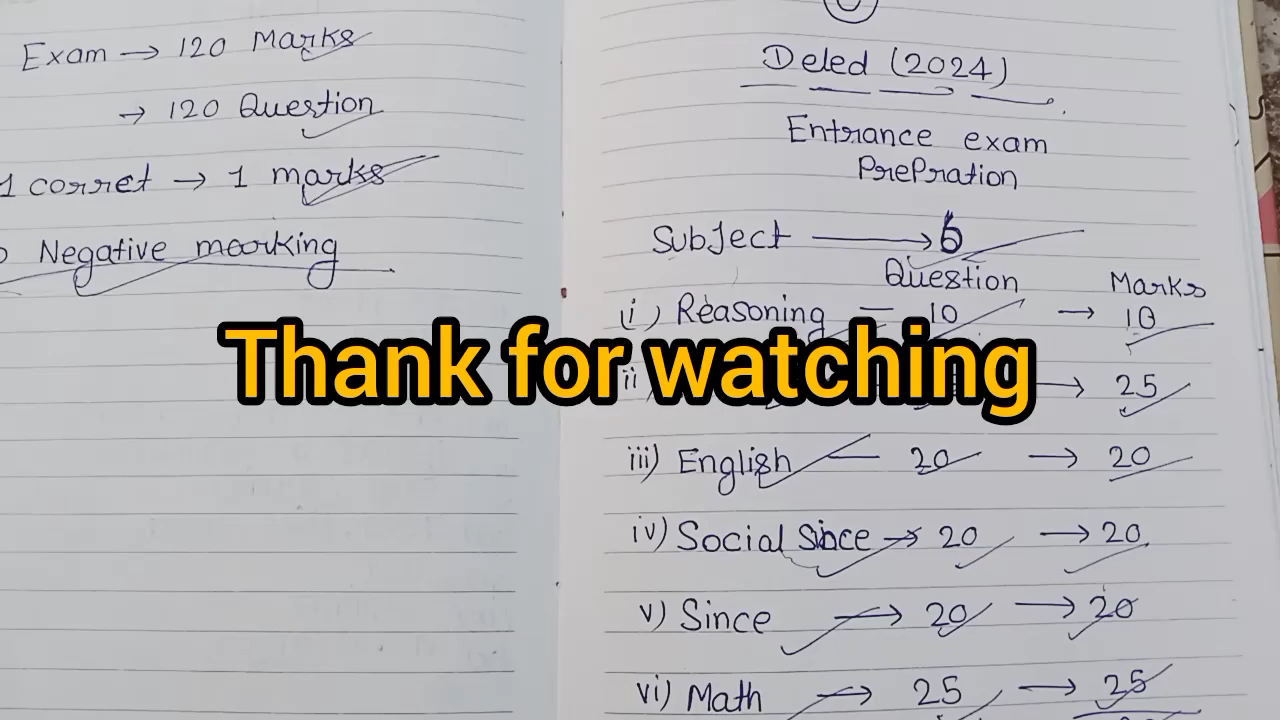 Exam → 120 Marks
→ 120 Question
1 corret → 1 marks
Negative marking
Deled (2024)
Entrance exam
PrePration
Subject → 6
Question Marks
(i) Reasoning — 10 → 10
Thank for watching
ii → 25
iii) English — 20 → 20
iv) Social Since → 20 → 20
v) Since → 20 → 20
vi) Math → 25 → 25